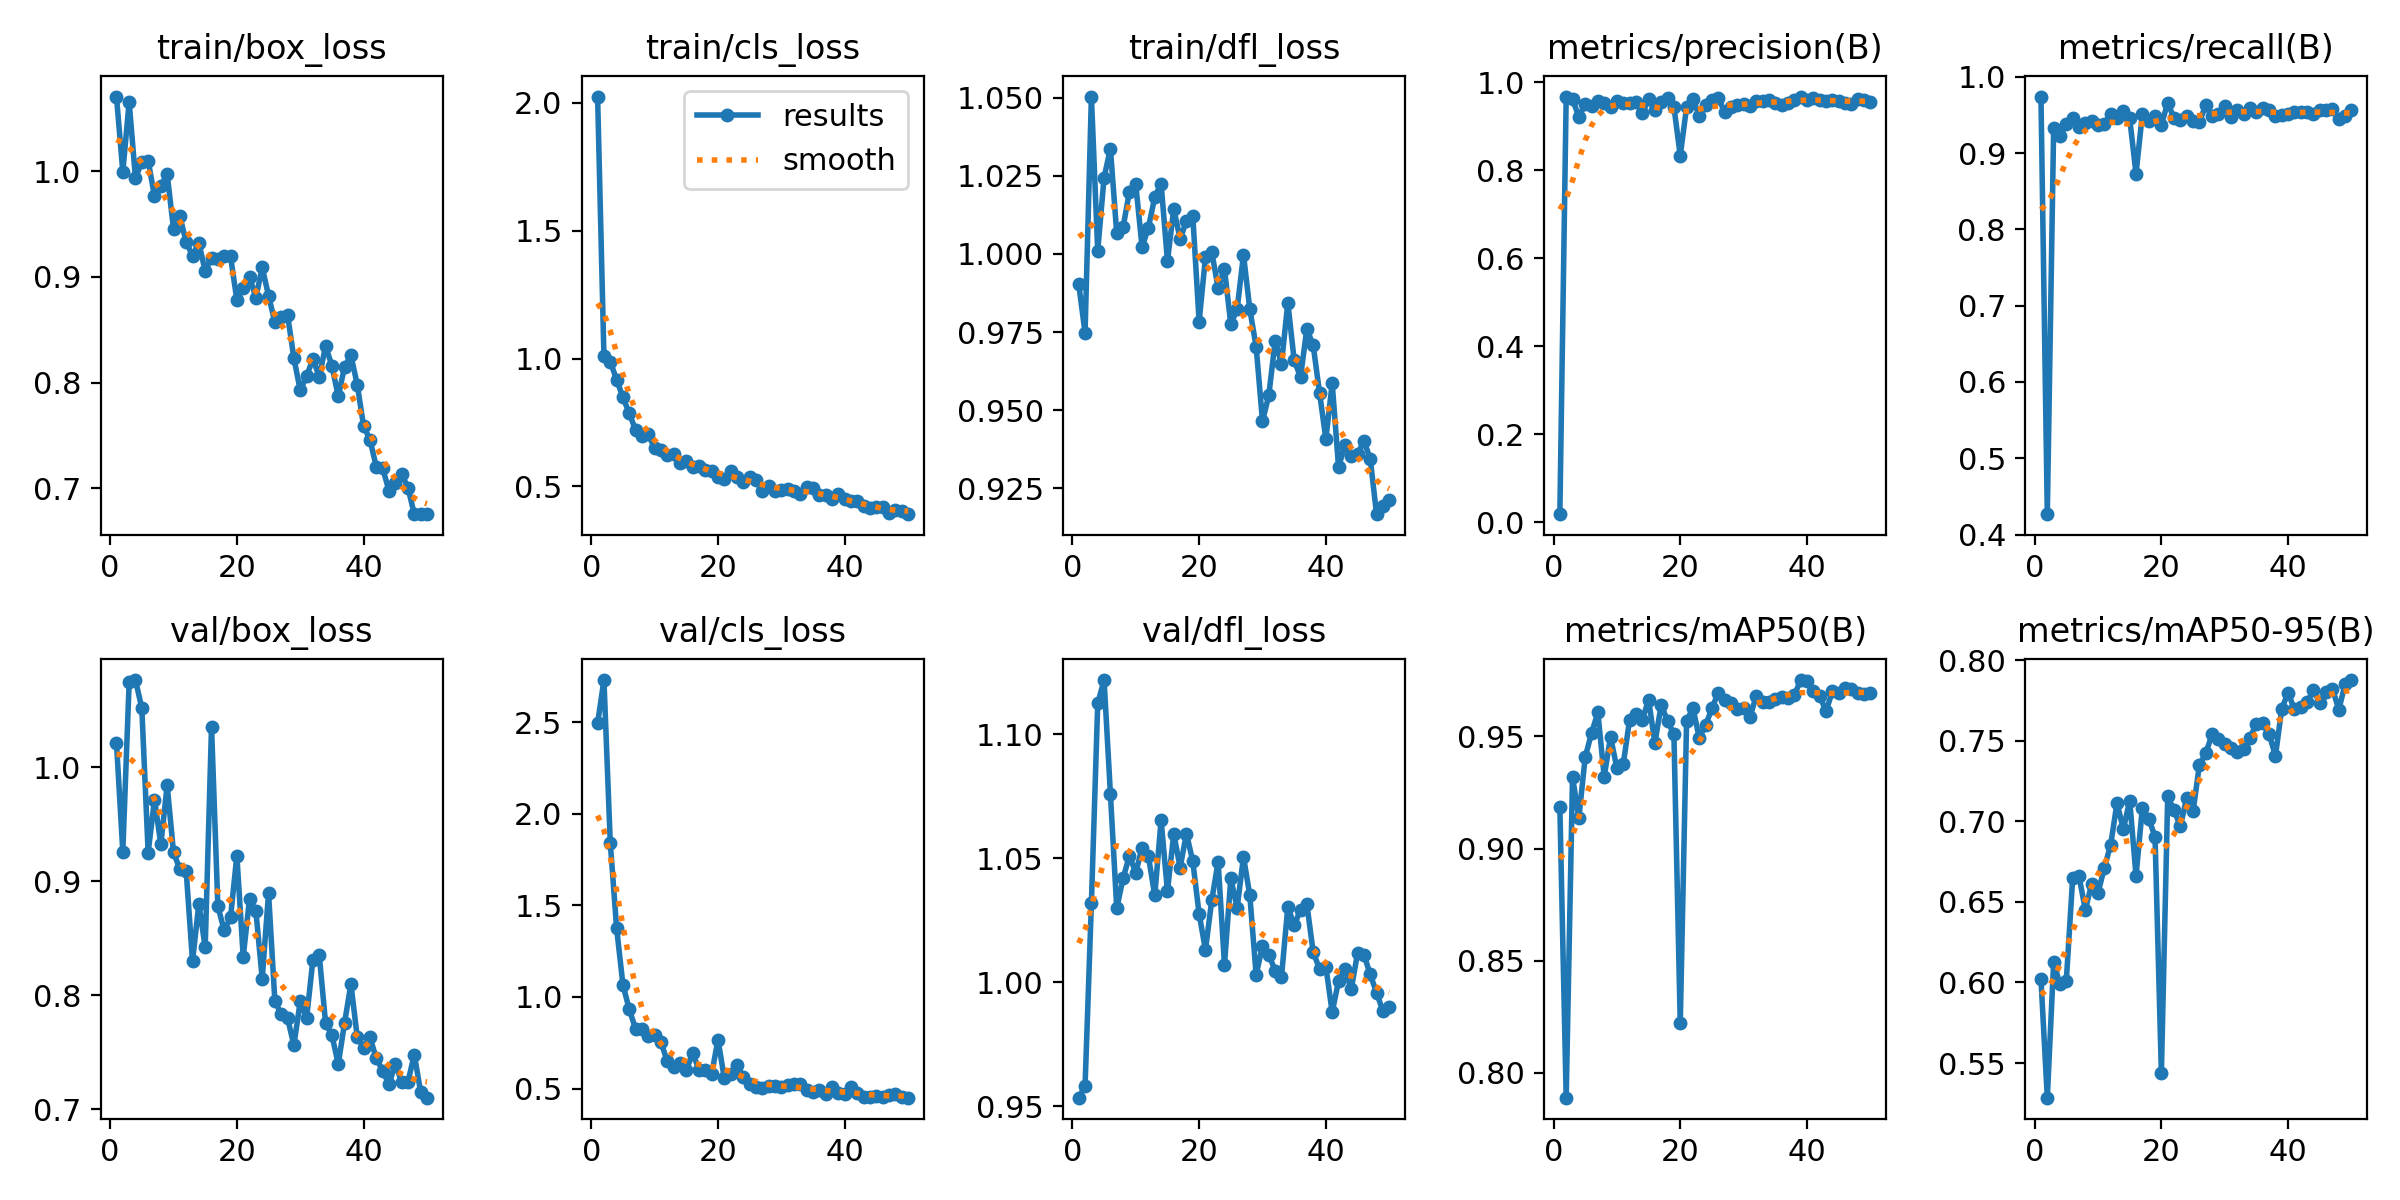 train/box_loss
train/cls_loss
train/dfl_loss
metrics/precision(B)
metrics/recall(B)
1.0
0.9
0.8
0.7
0 20 40
2.0
1.5
1.0
0.5
0 20 40
results
smooth
1.050
1.025
1.000
0.975
0.950
0.925
0 20 40
1.0
0.8
0.6
0.4
0.2
0.0
0 20 40
1.0
0.9
0.8
0.7
0.6
0.5
0.4
0 20 40
val/box_loss
val/cls_loss
val/dfl_loss
metrics/mAP50(B)
metrics/mAP50-95(B)
1.0
0.9
0.8
0.7
0 20 40
2.5
2.0
1.5
1.0
0.5
0 20 40
1.10
1.05
1.00
0.95
0 20 40
0.95
0.90
0.85
0.80
0 20 40
0.80
0.75
0.70
0.65
0.60
0.55
0 20 40